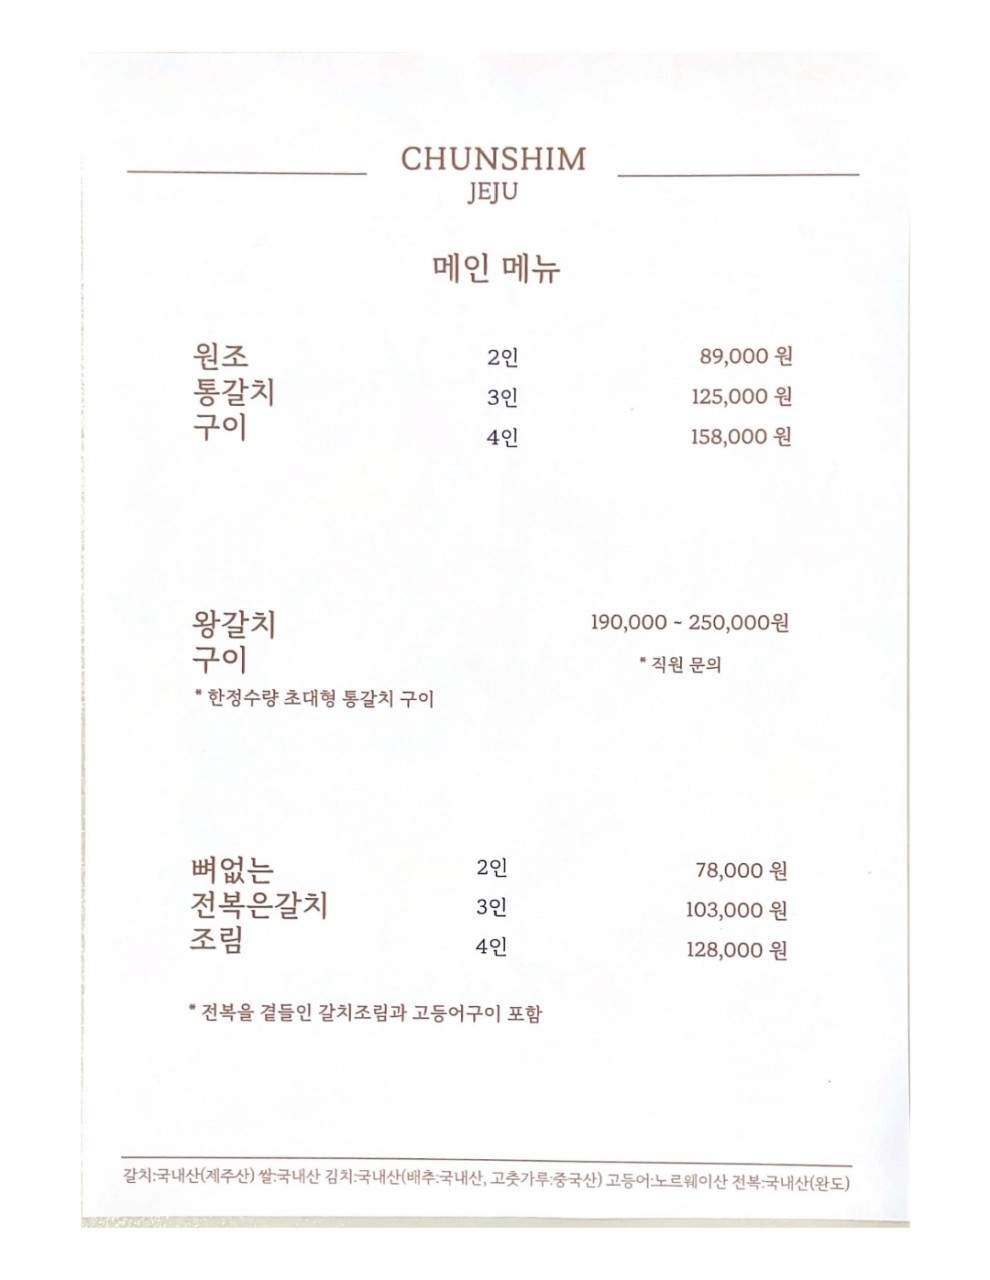 CHUNSHIM
JEJU
메인 메뉴
원조
통갈치
구이
2인 89,000 원
3인 125,000 원
4인 158,000 원
왕갈치
구이
190,000 ~ 250,000원
* 직원 문의
* 한정수량 초대형 통갈치 구이
뼈없는
전복은갈치
조림
2인 78,000 원
3인 103,000 원
4인 128,000 원
* 전복을 곁들인 갈치조림과 고등어구이 포함
갈치:국내산(제주산) 쌀:국내산 김치:국내산(배추:국내산, 고춧가루:중국산) 고등어:노르웨이산 전복:국내산(완도)